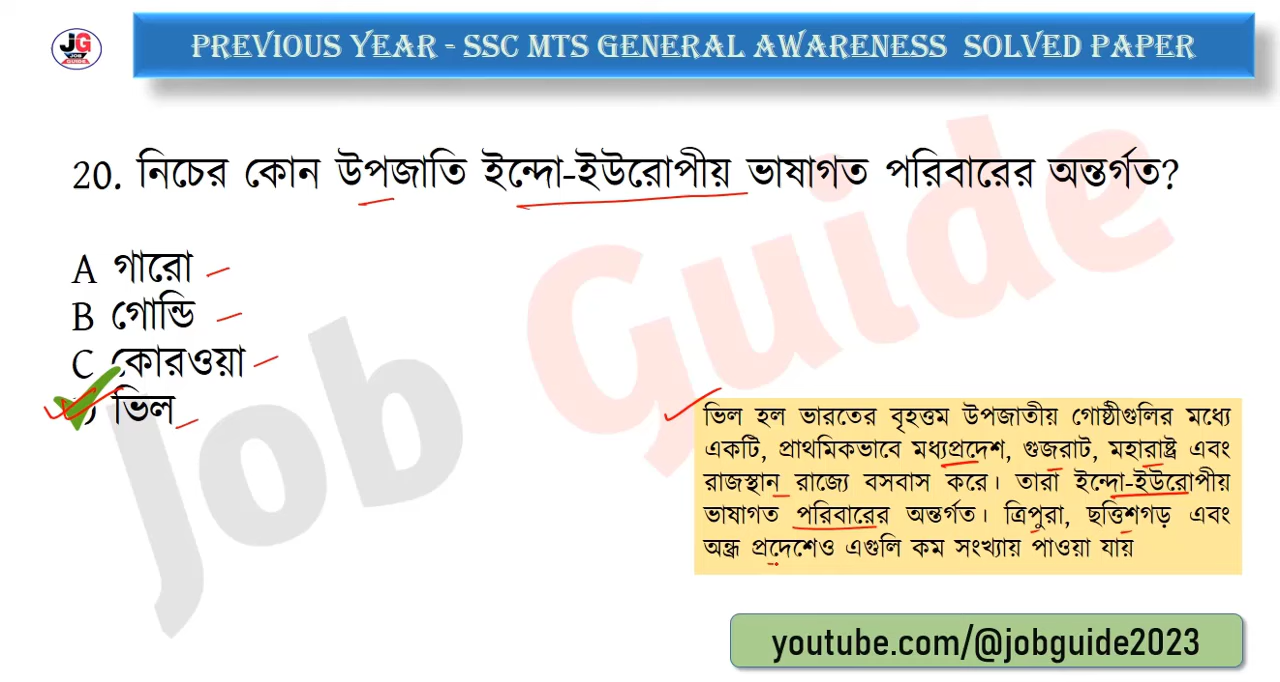 JG
JOB
GUIDE
PREVIOUS YEAR - SSC MTS GENERAL AWARENESS SOLVED PAPER
20. নিচের কোন উপজাতি ইন্দো-ইউরোপীয় ভাষাগত পরিবারের অন্তর্গত?
A গারো
B গোন্ডি
C কোরওয়া
ভিল
ভিল হল ভারতের বৃহত্তম উপজাতীয় গোষ্ঠীগুলির মধ্যে
একটি, প্রাথমিকভাবে মধ্যপ্রদেশ, গুজরাট, মহারাষ্ট্র এবং
রাজস্থান রাজ্যে বসবাস করে। তারা ইন্দো-ইউরোপীয়
ভাষাগত পরিবারের অন্তর্গত। ত্রিপুরা, ছত্তিশগড় এবং
অন্ধ্র প্রদেশেও এগুলি কম সংখ্যায় পাওয়া যায়
Job Guide
youtube.com/@jobguide2023